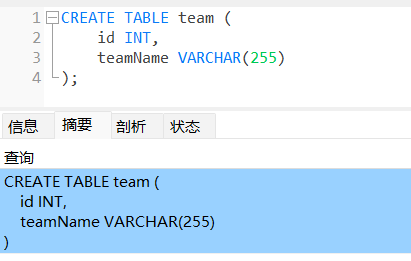 1 CREATE TABLE team (
2 id INT,
3 teamName VARCHAR(255)
4 );
信息 摘要 剖析 状态
查询
CREATE TABLE team (
id INT,
teamName VARCHAR(255)
)